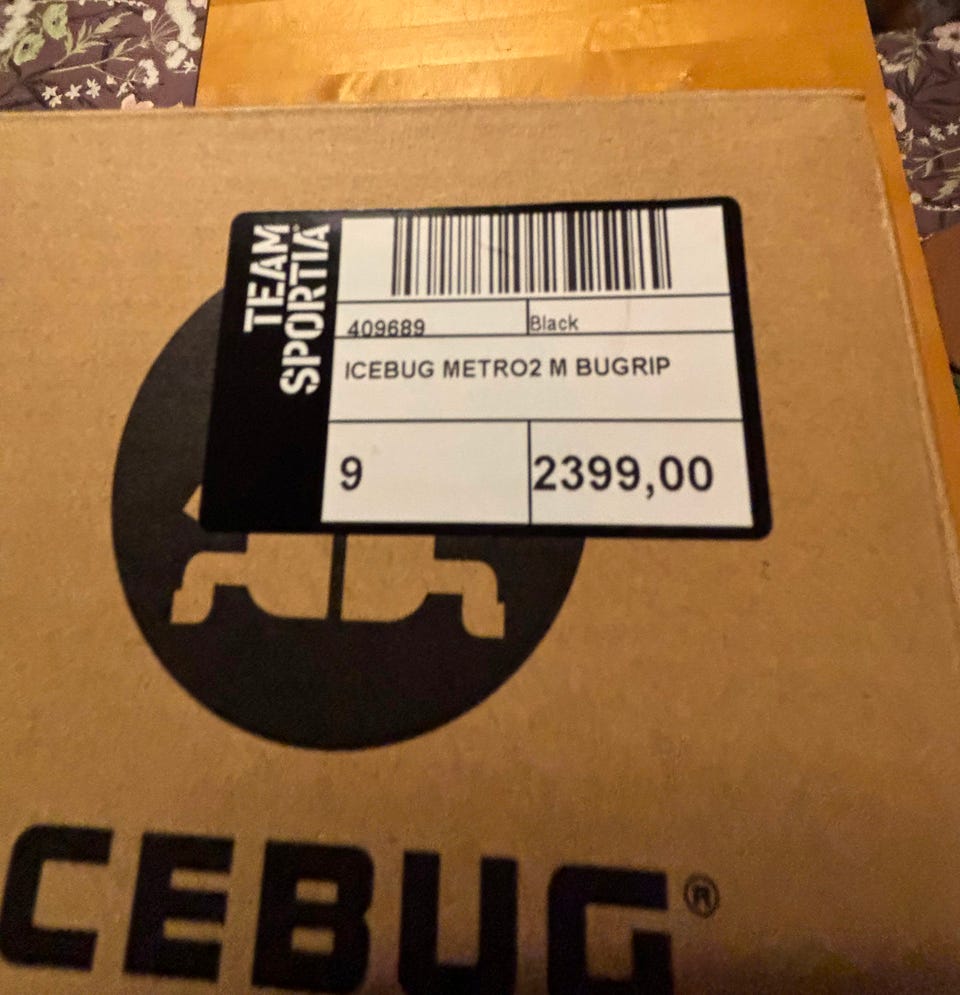 TEAM
SPORTIA
409689 Black
ICEBUG METRO2 M BUGRIP
9 2399,00
CEBUG®